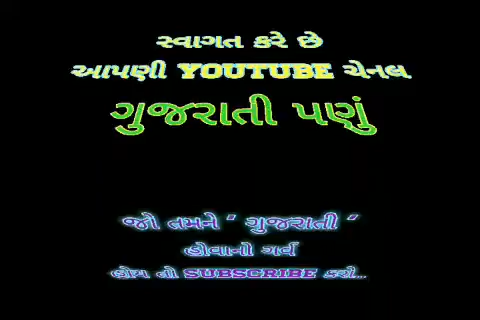 સ્વાગત કરે છે
આપણી YOUTUBE ચેનલ
ગુજરાતી પણું
જો તમને " ગુજરાતી "
હોવાનો ગર્વ
હોય તો SUBSCRIBE કરો...